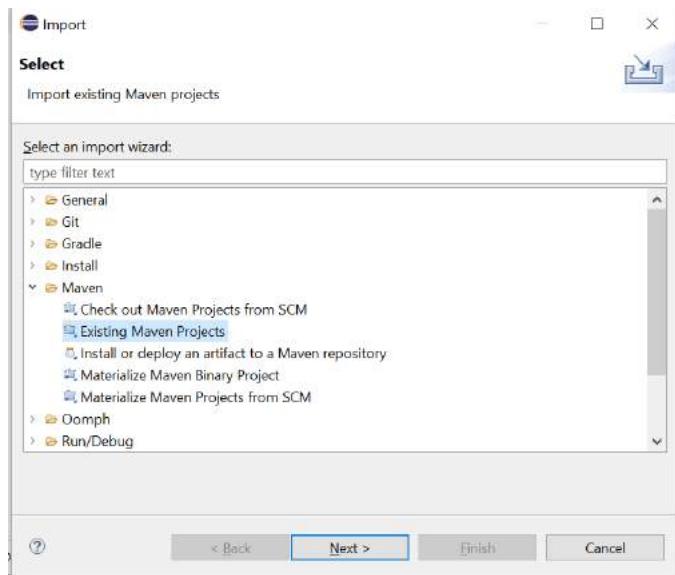 Import
Select
Import existing Maven projects
Select an import wizard:
type filter text
General
Git
Gradle
Install
Maven
Check out Maven Projects from SCM
Existing Maven Projects
Install or deploy an artifact to a Maven repository
Materialize Maven Binary Project
Materialize Maven Projects from SCM
Oomph
Run/Debug
< Back Next > Finish Cancel